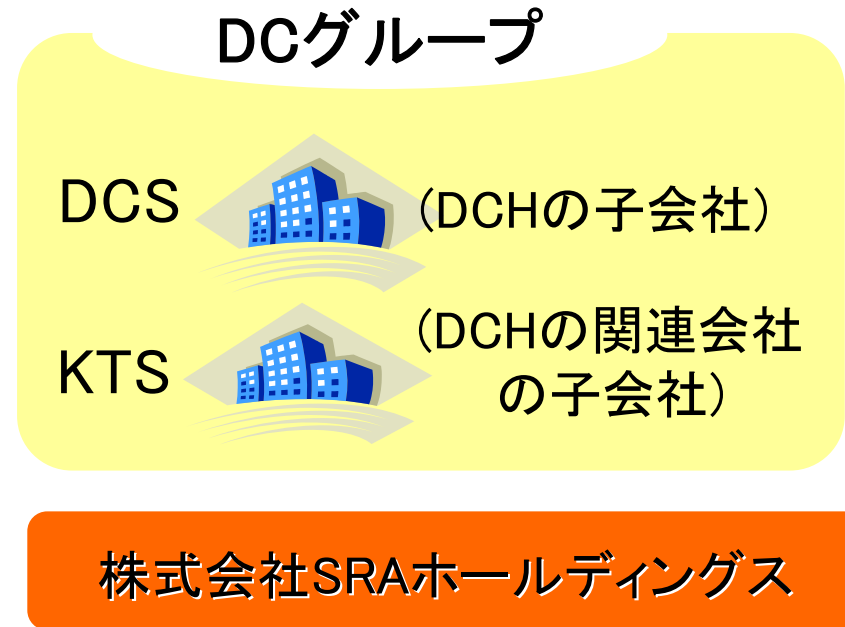 DCグループ
DCS
(DCHの子会社)
KTS
(DCHの関連会社
の子会社)
株式会社SRAホールディングス